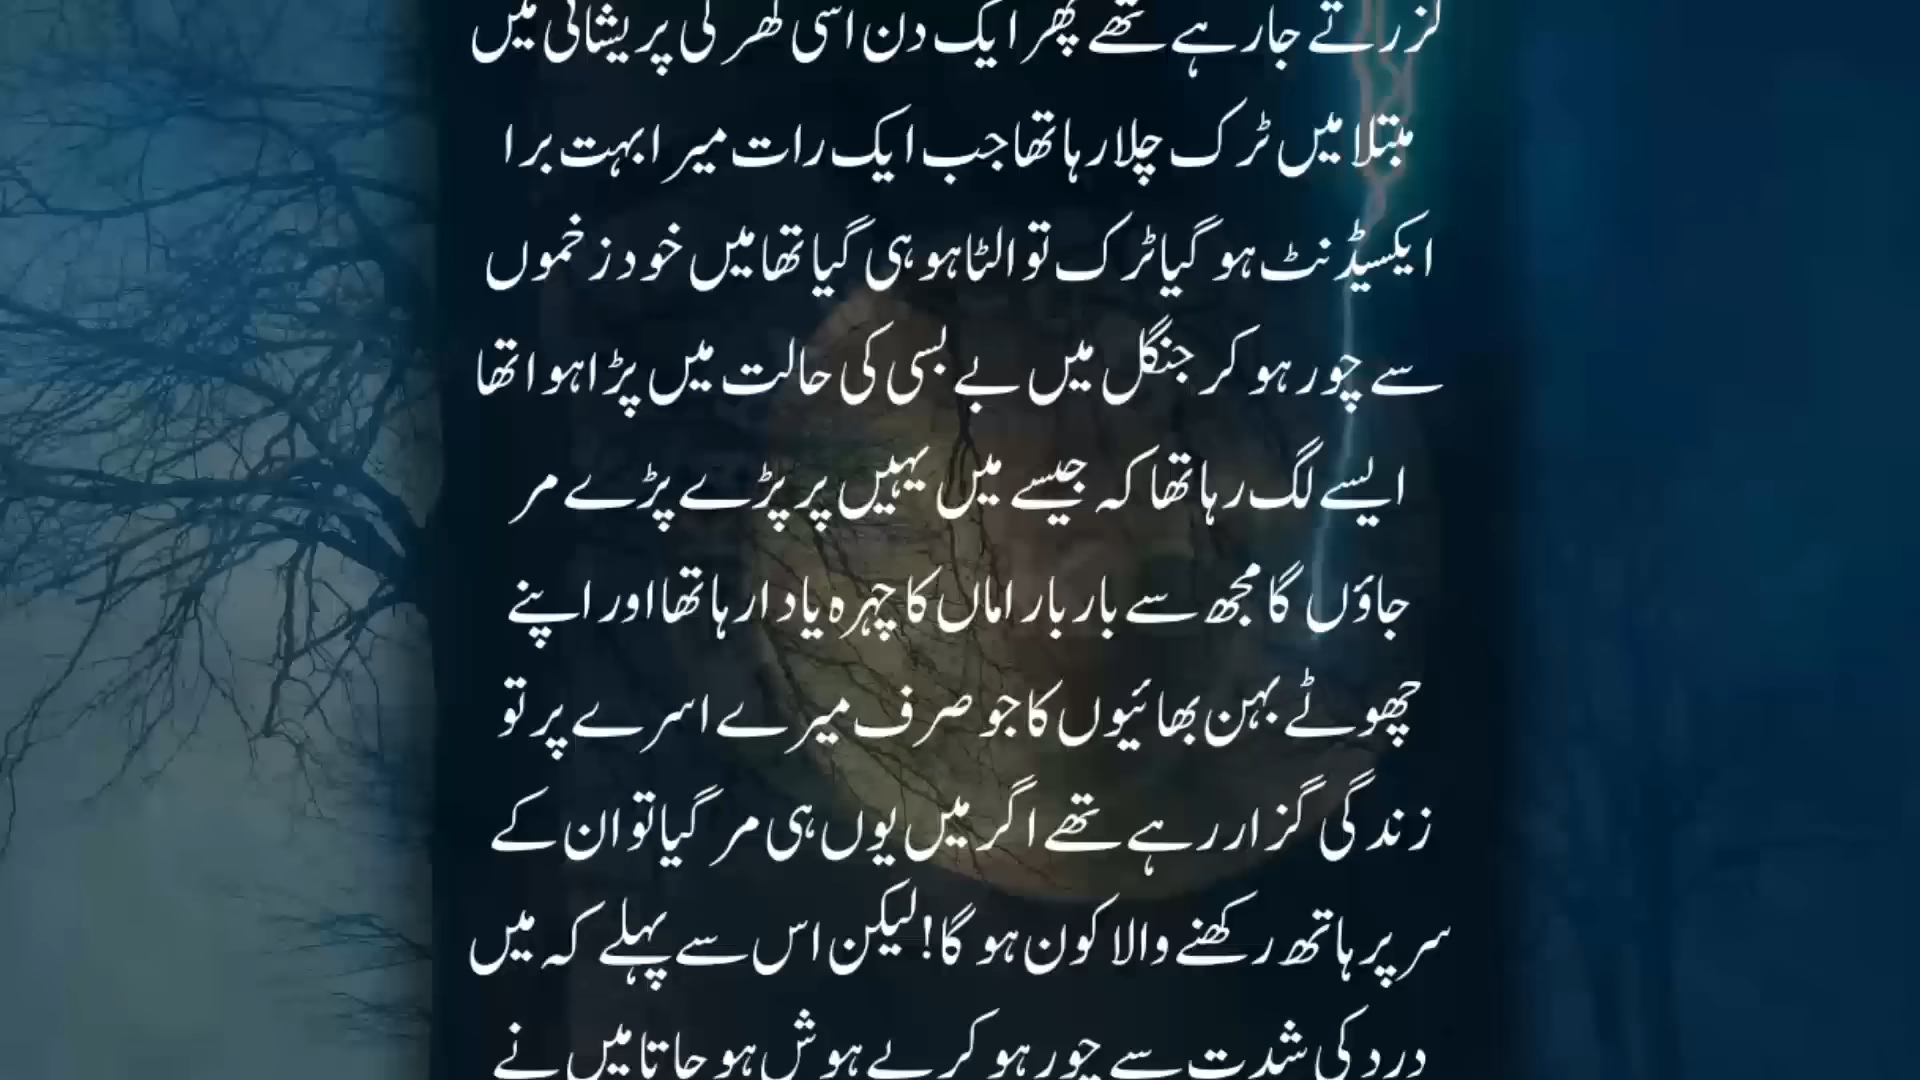 گزرتے جارہے تھے پھر ایک دن اسی گھر کی پریشانی میں
مبتلا میں ٹرک چلا رہا تھا جب ایک رات میرا بہت برا
ایکسیڈنٹ ہو گیا ٹرک تو الٹا ہو ہی گیا تھا میں خود زخموں
سے چور ہو کر جنگل میں بے بسی کی حالت میں پڑا ہوا تھا
ایسے لگ رہا تھا کہ جیسے میں یہیں پر پڑے پڑے مر
جاؤں گا مجھ سے بار بار اماں کا چہرہ یاد ارہا تھا اور اپنے
چھوٹے بہن بھائیوں کا جو صرف میرے اسرے پر تو
زندگی گزار رہے تھے اگر میں یوں ہی مر گیا تو ان کے
سر پر ہاتھ رکھنے والا کون ہو گا! لیکن اس سے پہلے کہ میں
درد کی شدت سے چور ہو کر بے ہوش ہو جاتا میں نے